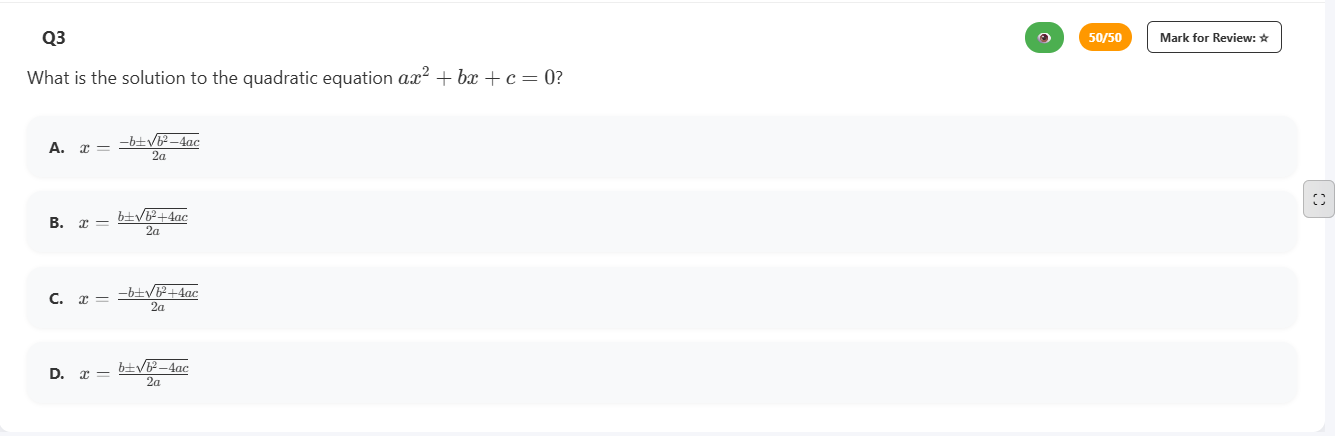 Q3
50/50
Mark for Review: ☆
What is the solution to the quadratic equation $ax^2 + bx + c = 0$?
A. $x = \frac{-b \pm \sqrt{b^2 - 4ac}}{2a}$
B. $x = \frac{b \pm \sqrt{b^2 + 4ac}}{2a}$
C. $x = \frac{-b \pm \sqrt{b^2 + 4ac}}{2a}$
D. $x = \frac{b \pm \sqrt{b^2 - 4ac}}{2a}$